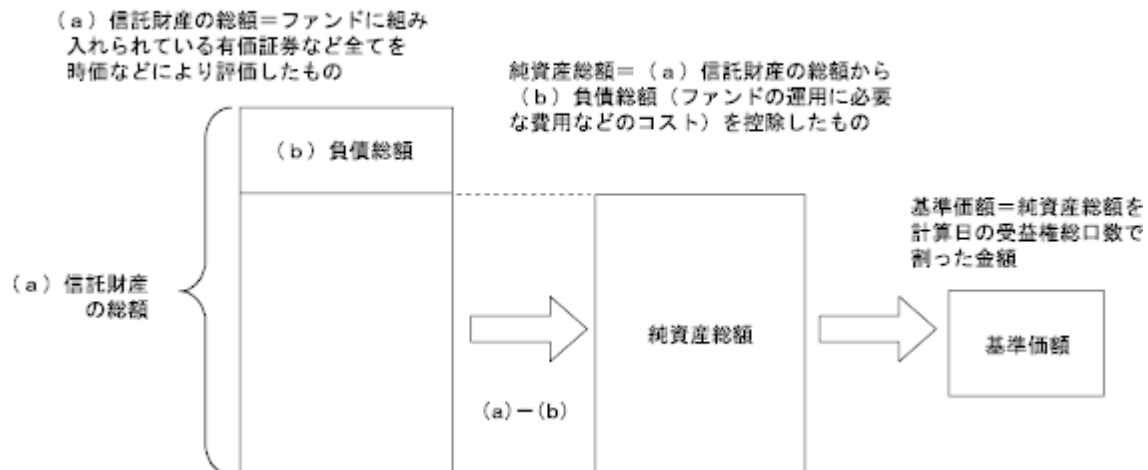 (a)信託財産の総額＝ファンドに組み
入れられている有価証券など全てを
時価などにより評価したもの
純資産総額＝(a)信託財産の総額から
(b)負債総額(ファンドの運用に必要
な費用などのコスト)を控除したもの
(b)負債総額
基準価額＝純資産総額を
計算日の受益権総口数で
割った金額
(a)信託財産
の総額
純資産総額
基準価額
(a)－(b)